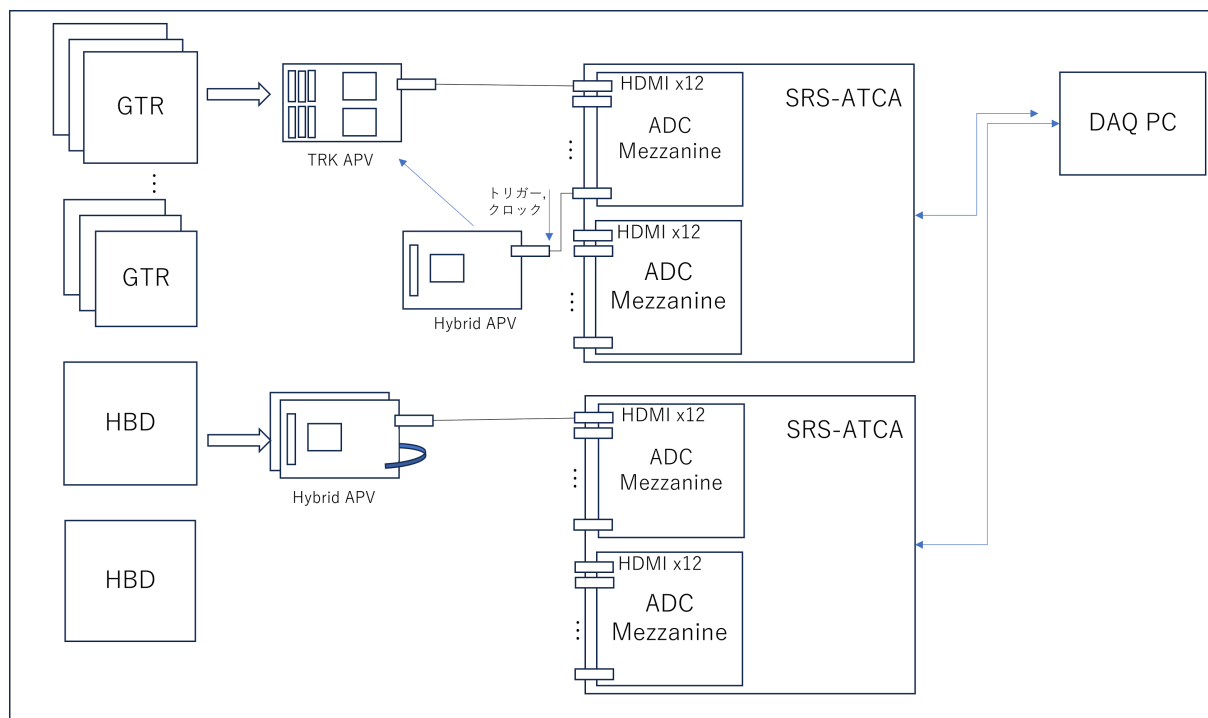 GTR
TRK APV
HDMI x12
ADC
Mezzanine
SRS-ATCA
DAQ PC
GTR
トリガー,
クロック
Hybrid APV
HDMI x12
ADC
Mezzanine
HBD
Hybrid APV
HDMI x12
ADC
Mezzanine
SRS-ATCA
HBD
HDMI x12
ADC
Mezzanine